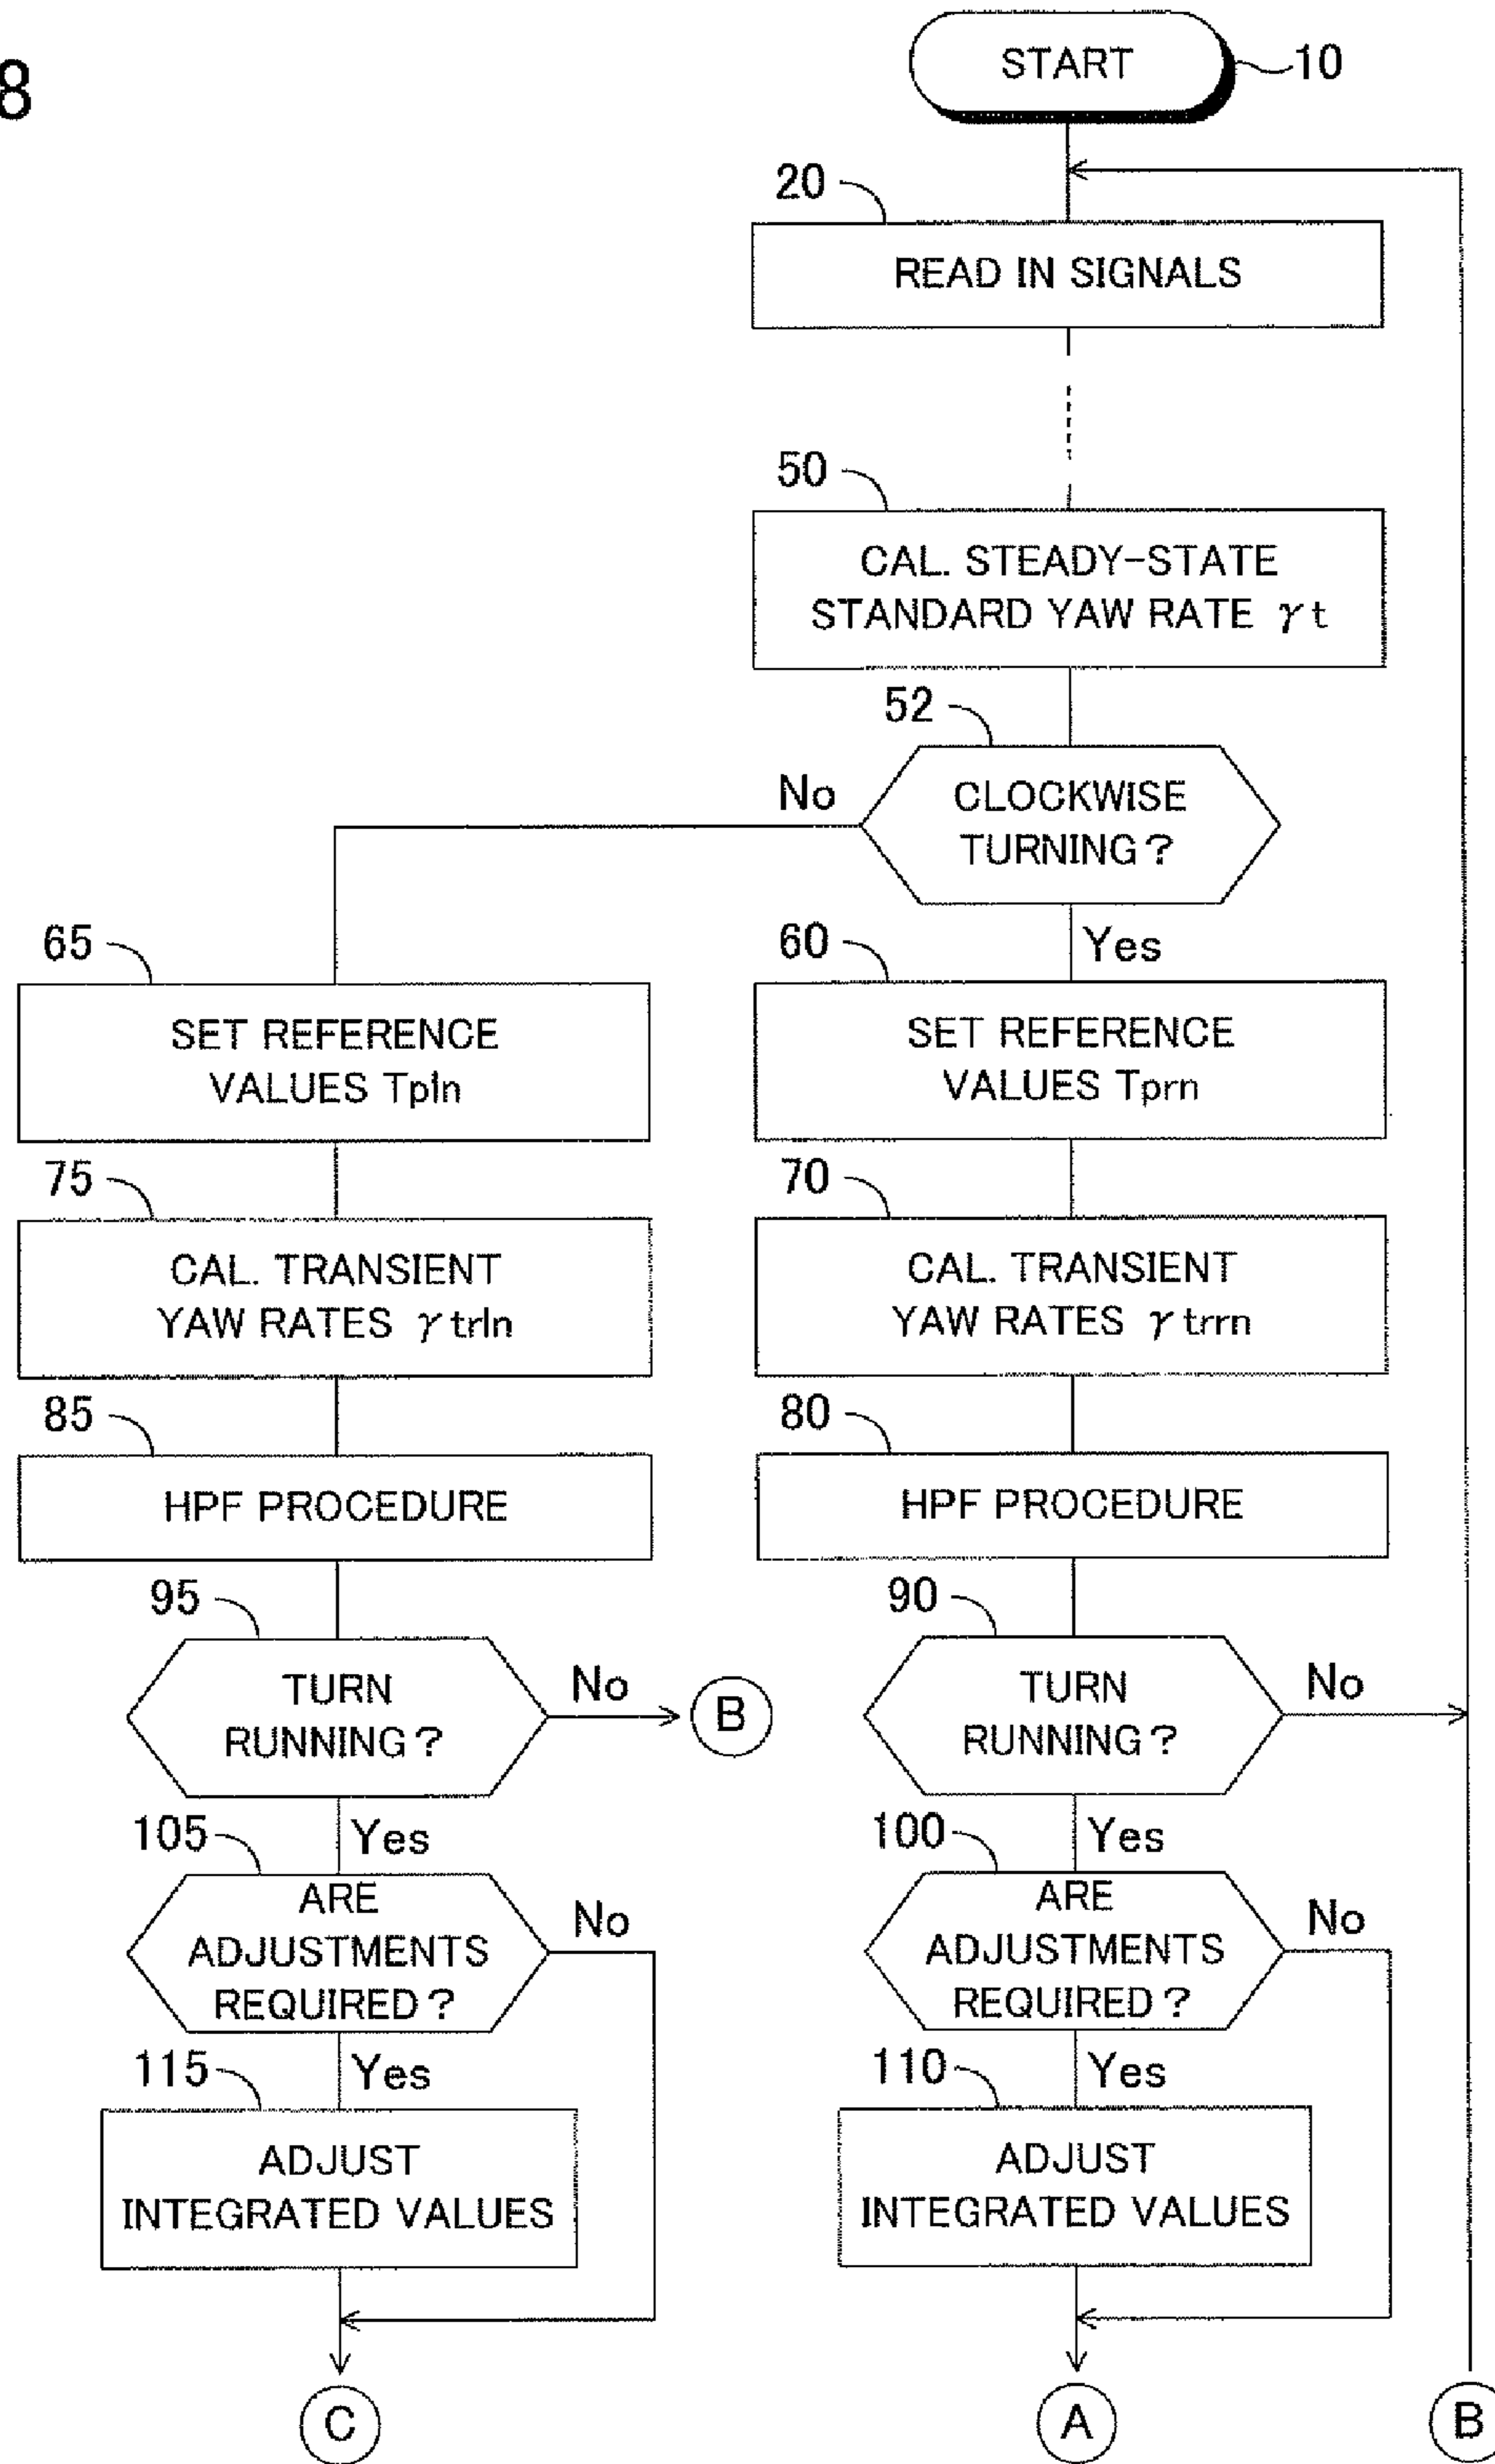 8
START
10
20
READ IN SIGNALS
50
CAL. STEADY-STATE
STANDARD YAW RATE γt
52
CLOCKWISE
TURNING?
No
Yes
65
SET REFERENCE
VALUES Tpln
60
SET REFERENCE
VALUES Tprn
75
CAL. TRANSIENT
YAW RATES γtrln
70
CAL. TRANSIENT
YAW RATES γtrrn
85
HPF PROCEDURE
80
HPF PROCEDURE
95
TURN
RUNNING?
No
B
Yes
90
TURN
RUNNING?
No
Yes
105
ARE
ADJUSTMENTS
REQUIRED?
No
Yes
100
ARE
ADJUSTMENTS
REQUIRED?
No
Yes
115
ADJUST
INTEGRATED VALUES
110
ADJUST
INTEGRATED VALUES
C
A
B